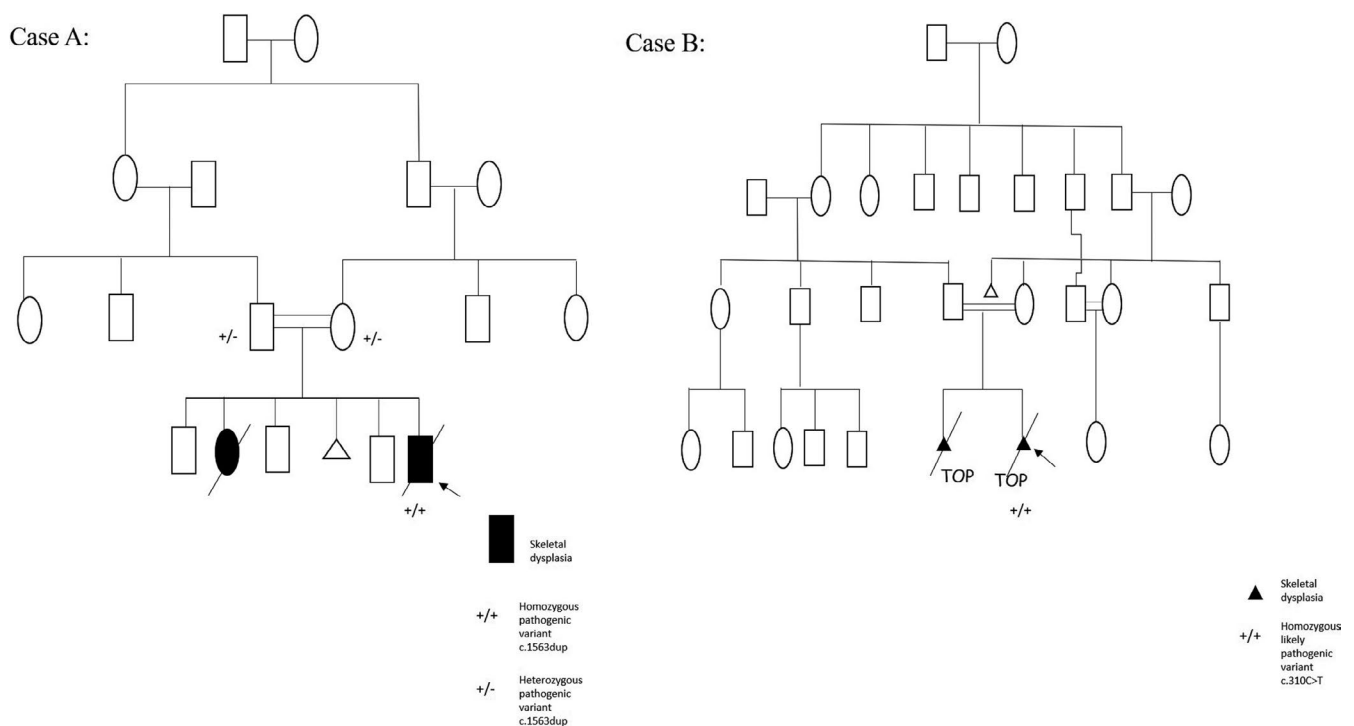 Case A:
+/-
+/-
+/+
Skeletal
dysplasia
+/+
Homozygous
pathogenic
variant
c.1563dup
+/-
Heterozygous
pathogenic
variant
c.1563dup
Case B:
TOP
TOP
+/+
Skeletal
dysplasia
+/+
Homozygous
likely
pathogenic
variant
c.310C>T